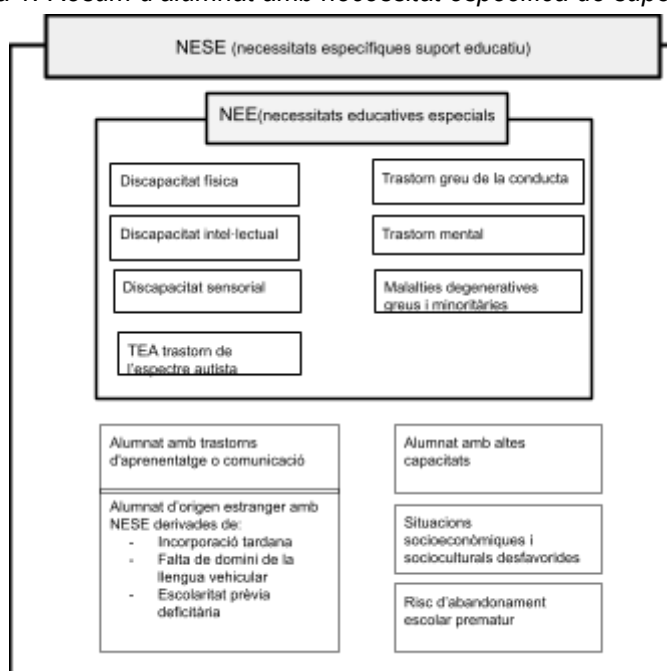 NESE (necessitats específiques suport educatiu)
NEE(necessitats educatives especials
Discapacitat física
Discapacitat intel·lectual
Discapacitat sensorial
TEA trastorn de
l'espectre autista
Trastorn greu de la conducta
Trastorn mental
Malalties degeneratives
greus i minoritàries
Alumnat amb trastorns
d'aprenentatge o comunicació
Alumnat d'origen estranger amb
NESE derivades de:
- Incorporació tardana
- Falta de domini de la
llengua vehicular
- Escolaritat prèvia
deficitària
Alumnat amb altes
capacitats
Situacions
socioeconòmiques i
socioculturals desfavorides
Risc d'abandonament
escolar prematur